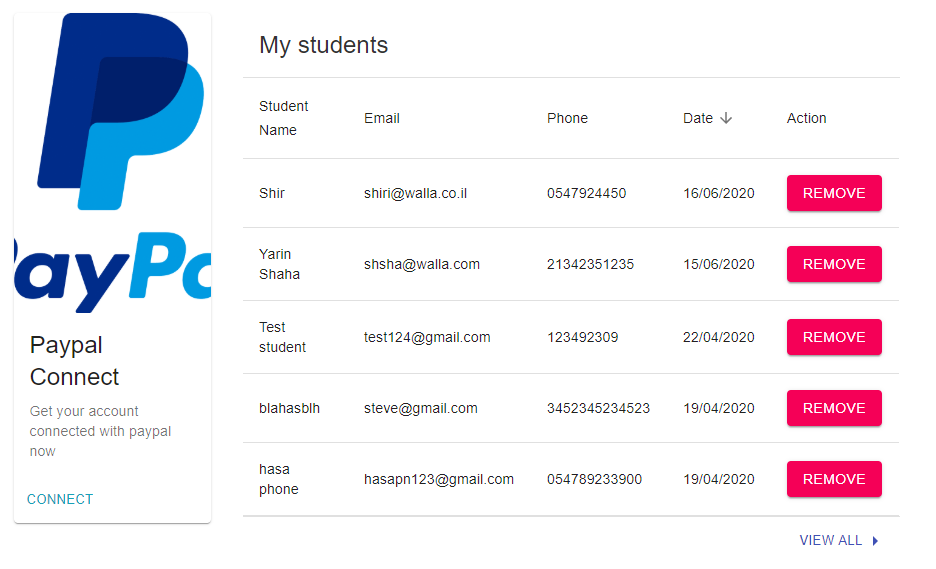 PayPa
Paypal
Connect
Get your account
connected with paypal
now
CONNECT
My students
Student
Name
Email Phone Date Action
Shir shiri@walla.co.il 0547924450 16/06/2020 REMOVE
Yarin
Shaha
shsha@walla.com 21342351235 15/06/2020 REMOVE
Test
student
test124@gmail.com 123492309 22/04/2020 REMOVE
blahasblh steve@gmail.com 3452345234523 19/04/2020 REMOVE
hasa
phone
hasapn123@gmail.com 054789233900 19/04/2020 REMOVE
VIEW ALL